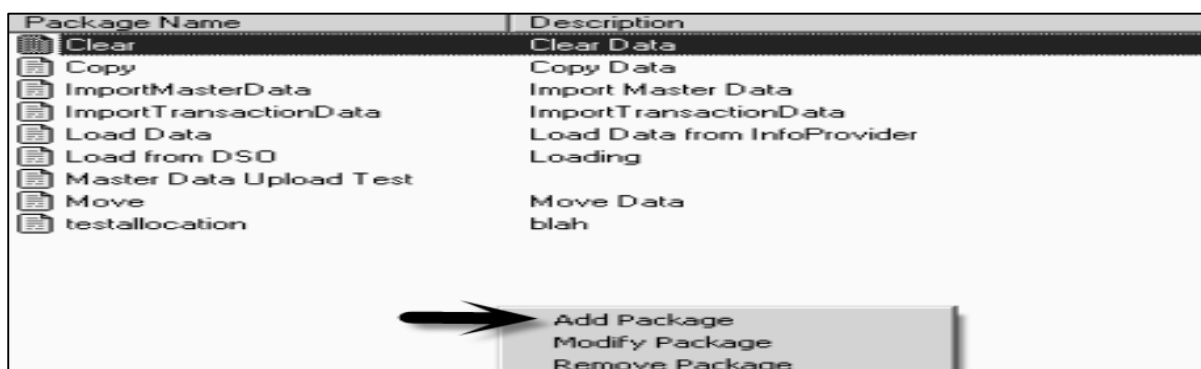 Package Name Description
Clear Clear Data
Copy Copy Data
ImportMasterData Import Master Data
ImportTransactionData ImportTransactionData
Load Data Load Data from InfoProvider
Load from DSO Loading
Master Data Upload Test
Move Move Data
testallocation blah
Add Package
Modify Package
Remove Package